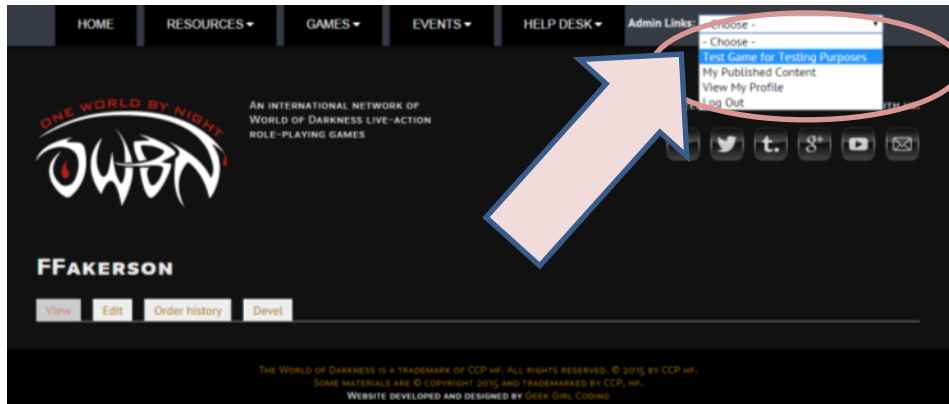 HOME RESOURCES GAMES EVENTS HELP DESK Admin Links: - Choose -
- Choose -
Test Game for Testing Purposes
My Published Content
View My Profile
Log Out
ONE WORLD BY NIGHT
OWBN
AN INTERNATIONAL NETWORK OF
WORLD OF DARKNESS LIVE-ACTION
ROLE-PLAYING GAMES
t. g+
FFAKERSON
View Edit Order history Devel
THE WORLD OF DARKNESS IS A TRADEMARK OF CCP HF. ALL RIGHTS RESERVED. © 2015 BY CCP HF.
SOME MATERIALS ARE © COPYRIGHT 2015 AND TRADEMARKED BY CCP, HF.
WEBSITE DEVELOPED AND DESIGNED BY GEEK GIRL CODING